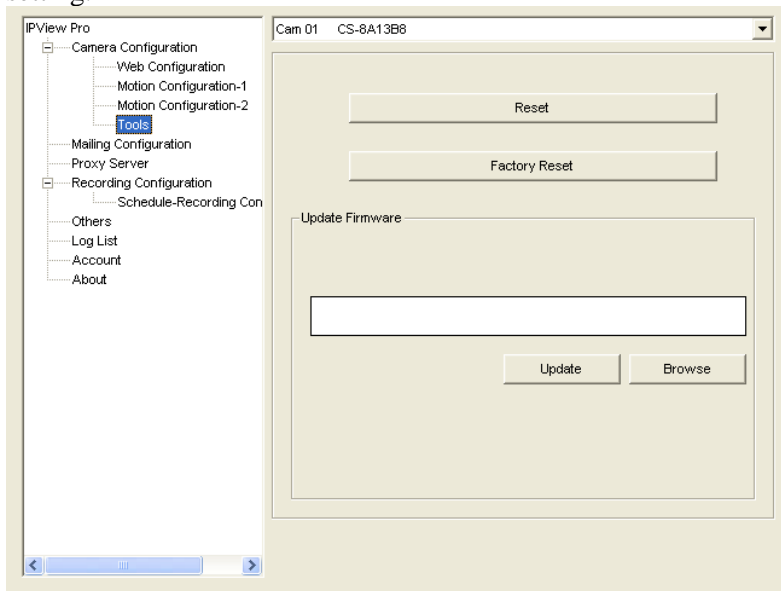 setting.
IPView Pro
Camera Configuration
Web Configuration
Motion Configuration-1
Motion Configuration-2
Tools
Mailing Configuration
Proxy Server
Recording Configuration
Schedule-Recording Con
Others
Log List
Account
About
Cam 01 CS-8A13B8
Reset
Factory Reset
Update Firmware
Update Browse